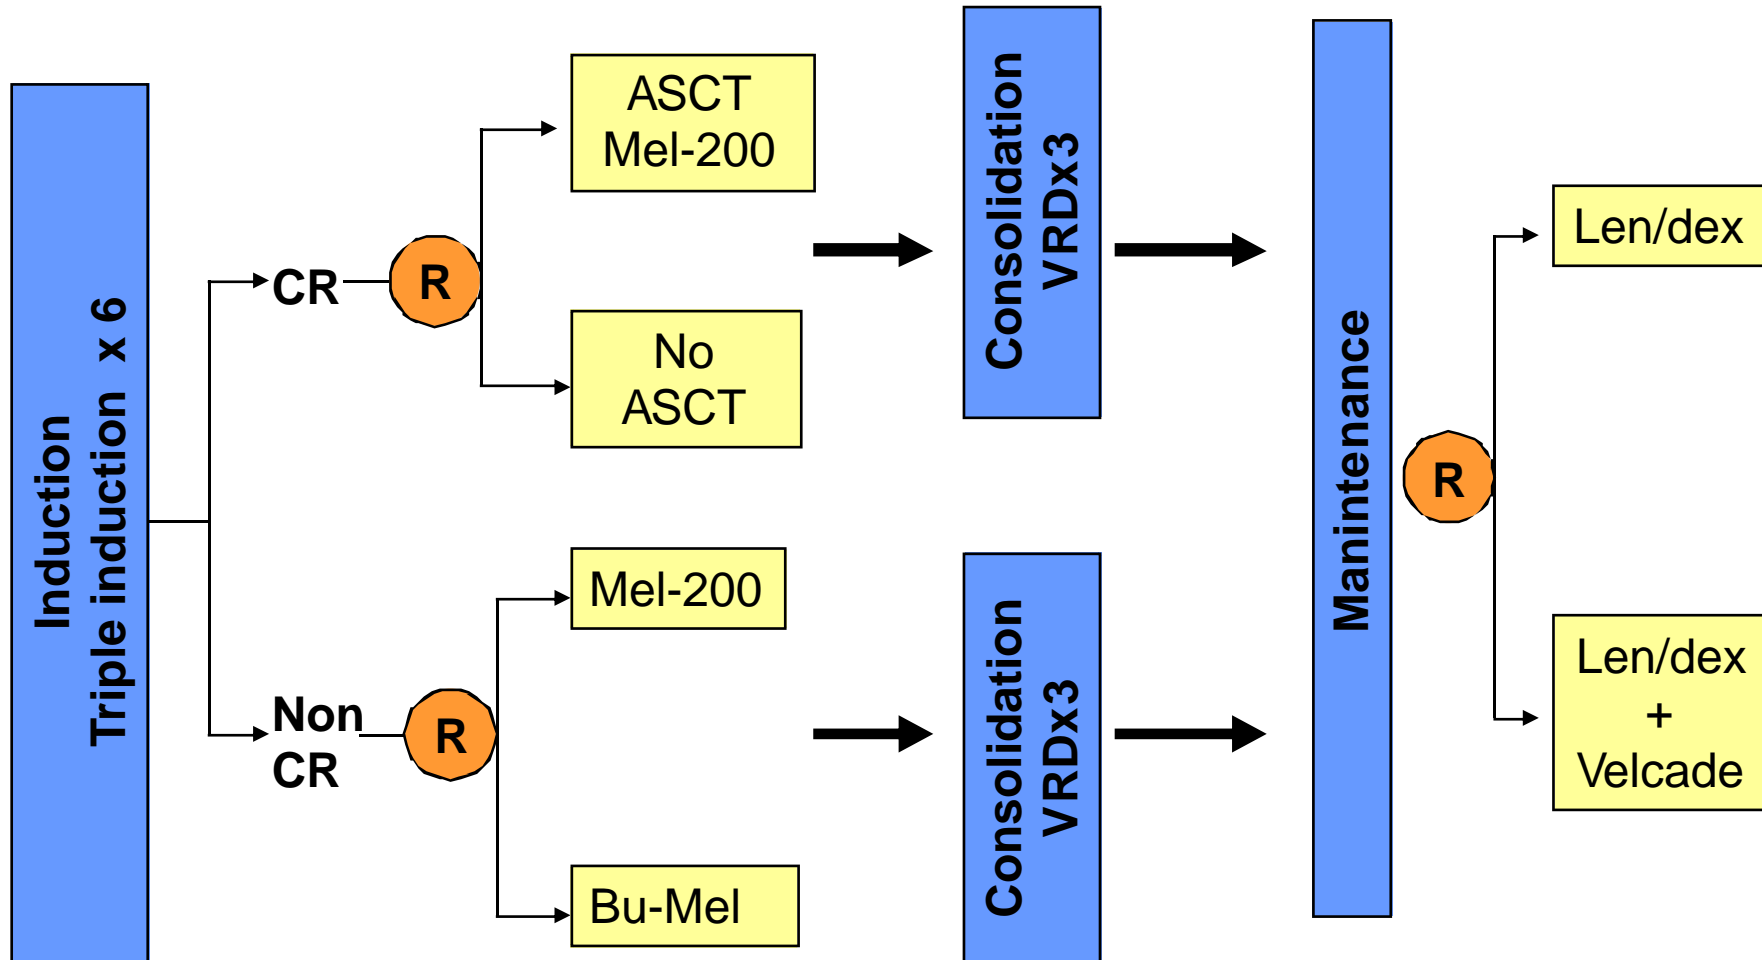 Induction
Triple induction x 6
CR
R
ASCT
Mel-200
No
ASCT
Non
CR
R
Mel-200
Bu-Mel
Consolidation
VRDx3
Consolidation
VRDx3
Manintenance
R
Len/dex
Len/dex
+
Velcade